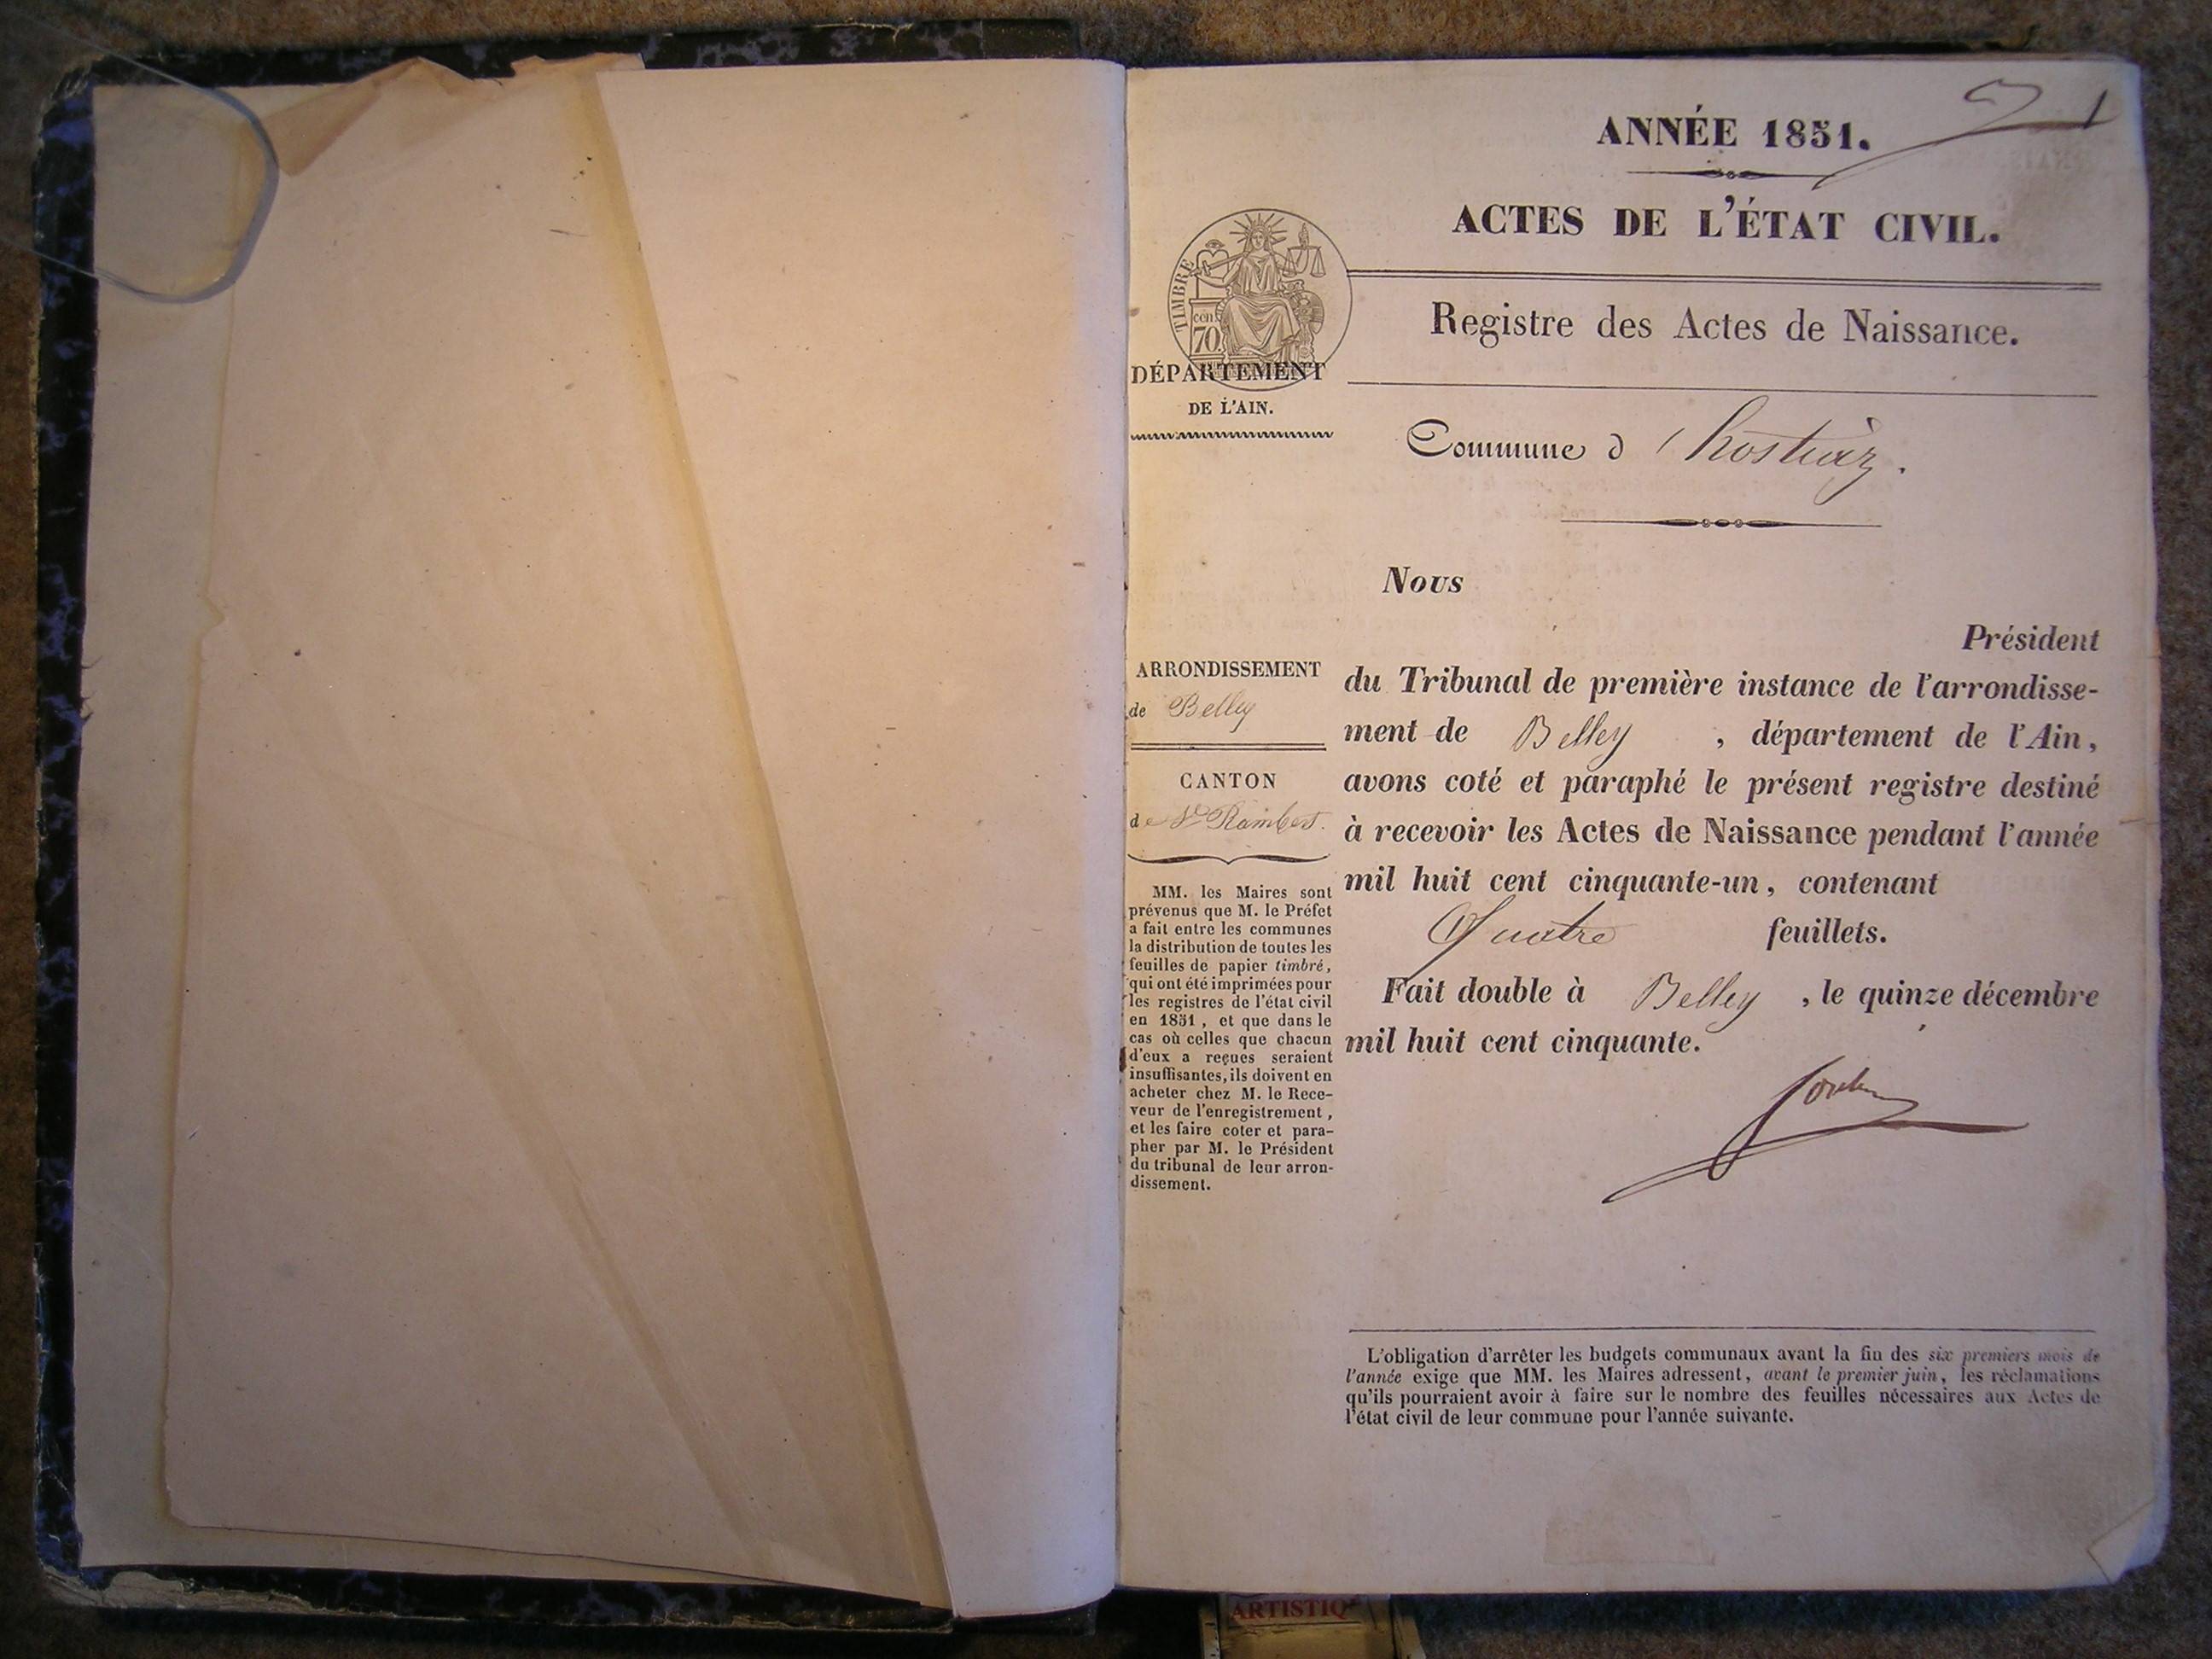 1
ANNÉE 1851.
ACTES DE L'ÉTAT CIVIL.
TIMBRE
cen.
70.
Registre des Actes de Naissance.
DÉPARTEMENT
DE L'AIN.
Commune d'hostiaz.
Nous
Président
du Tribunal de première instance de l'arrondisse-
ment de Belley, département de l'Ain,
avons coté et paraphé le présent registre destiné
à recevoir les Actes de Naissance pendant l'année
mil huit cent cinquante-un, contenant
Quatre feuillets.
Fait double à Belley, le quinze décembre
mil huit cent cinquante.
ARRONDISSEMENT
de Belley
CANTON
de St Rambert.
MM. les Maires sont
prévenus que M. le Préfet
a fait entre les communes
la distribution de toutes les
feuilles de papier timbré,
qui ont été imprimées pour
les registres de l'état civil
en 1851, et que dans le
cas où celles que chacun
d'eux a reçues seraient
insuffisantes, ils doivent en
acheter chez M. le Rece-
veur de l'enregistrement,
et les faire coter et para-
pher par M. le Président
du tribunal de leur arron-
dissement.
L'obligation d'arrêter les budgets communaux avant la fin des six premiers mois de
l'année exige que MM. les Maires adressent, avant le premier juin, les réclamations
qu'ils pourraient avoir à faire sur le nombre des feuilles nécessaires aux Actes de
l'état civil de leur commune pour l'année suivante.
ARTISTIQ